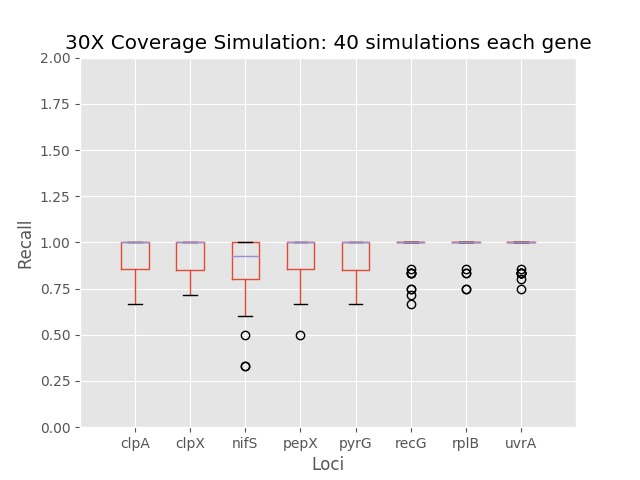 30X Coverage Simulation: 40 simulations each gene
2.00
1.75
1.50
1.25
1.00
0.75
0.50
0.25
0.00
Recall
clpA clpX nifS pepX pyrG recG rplB uvrA
Loci